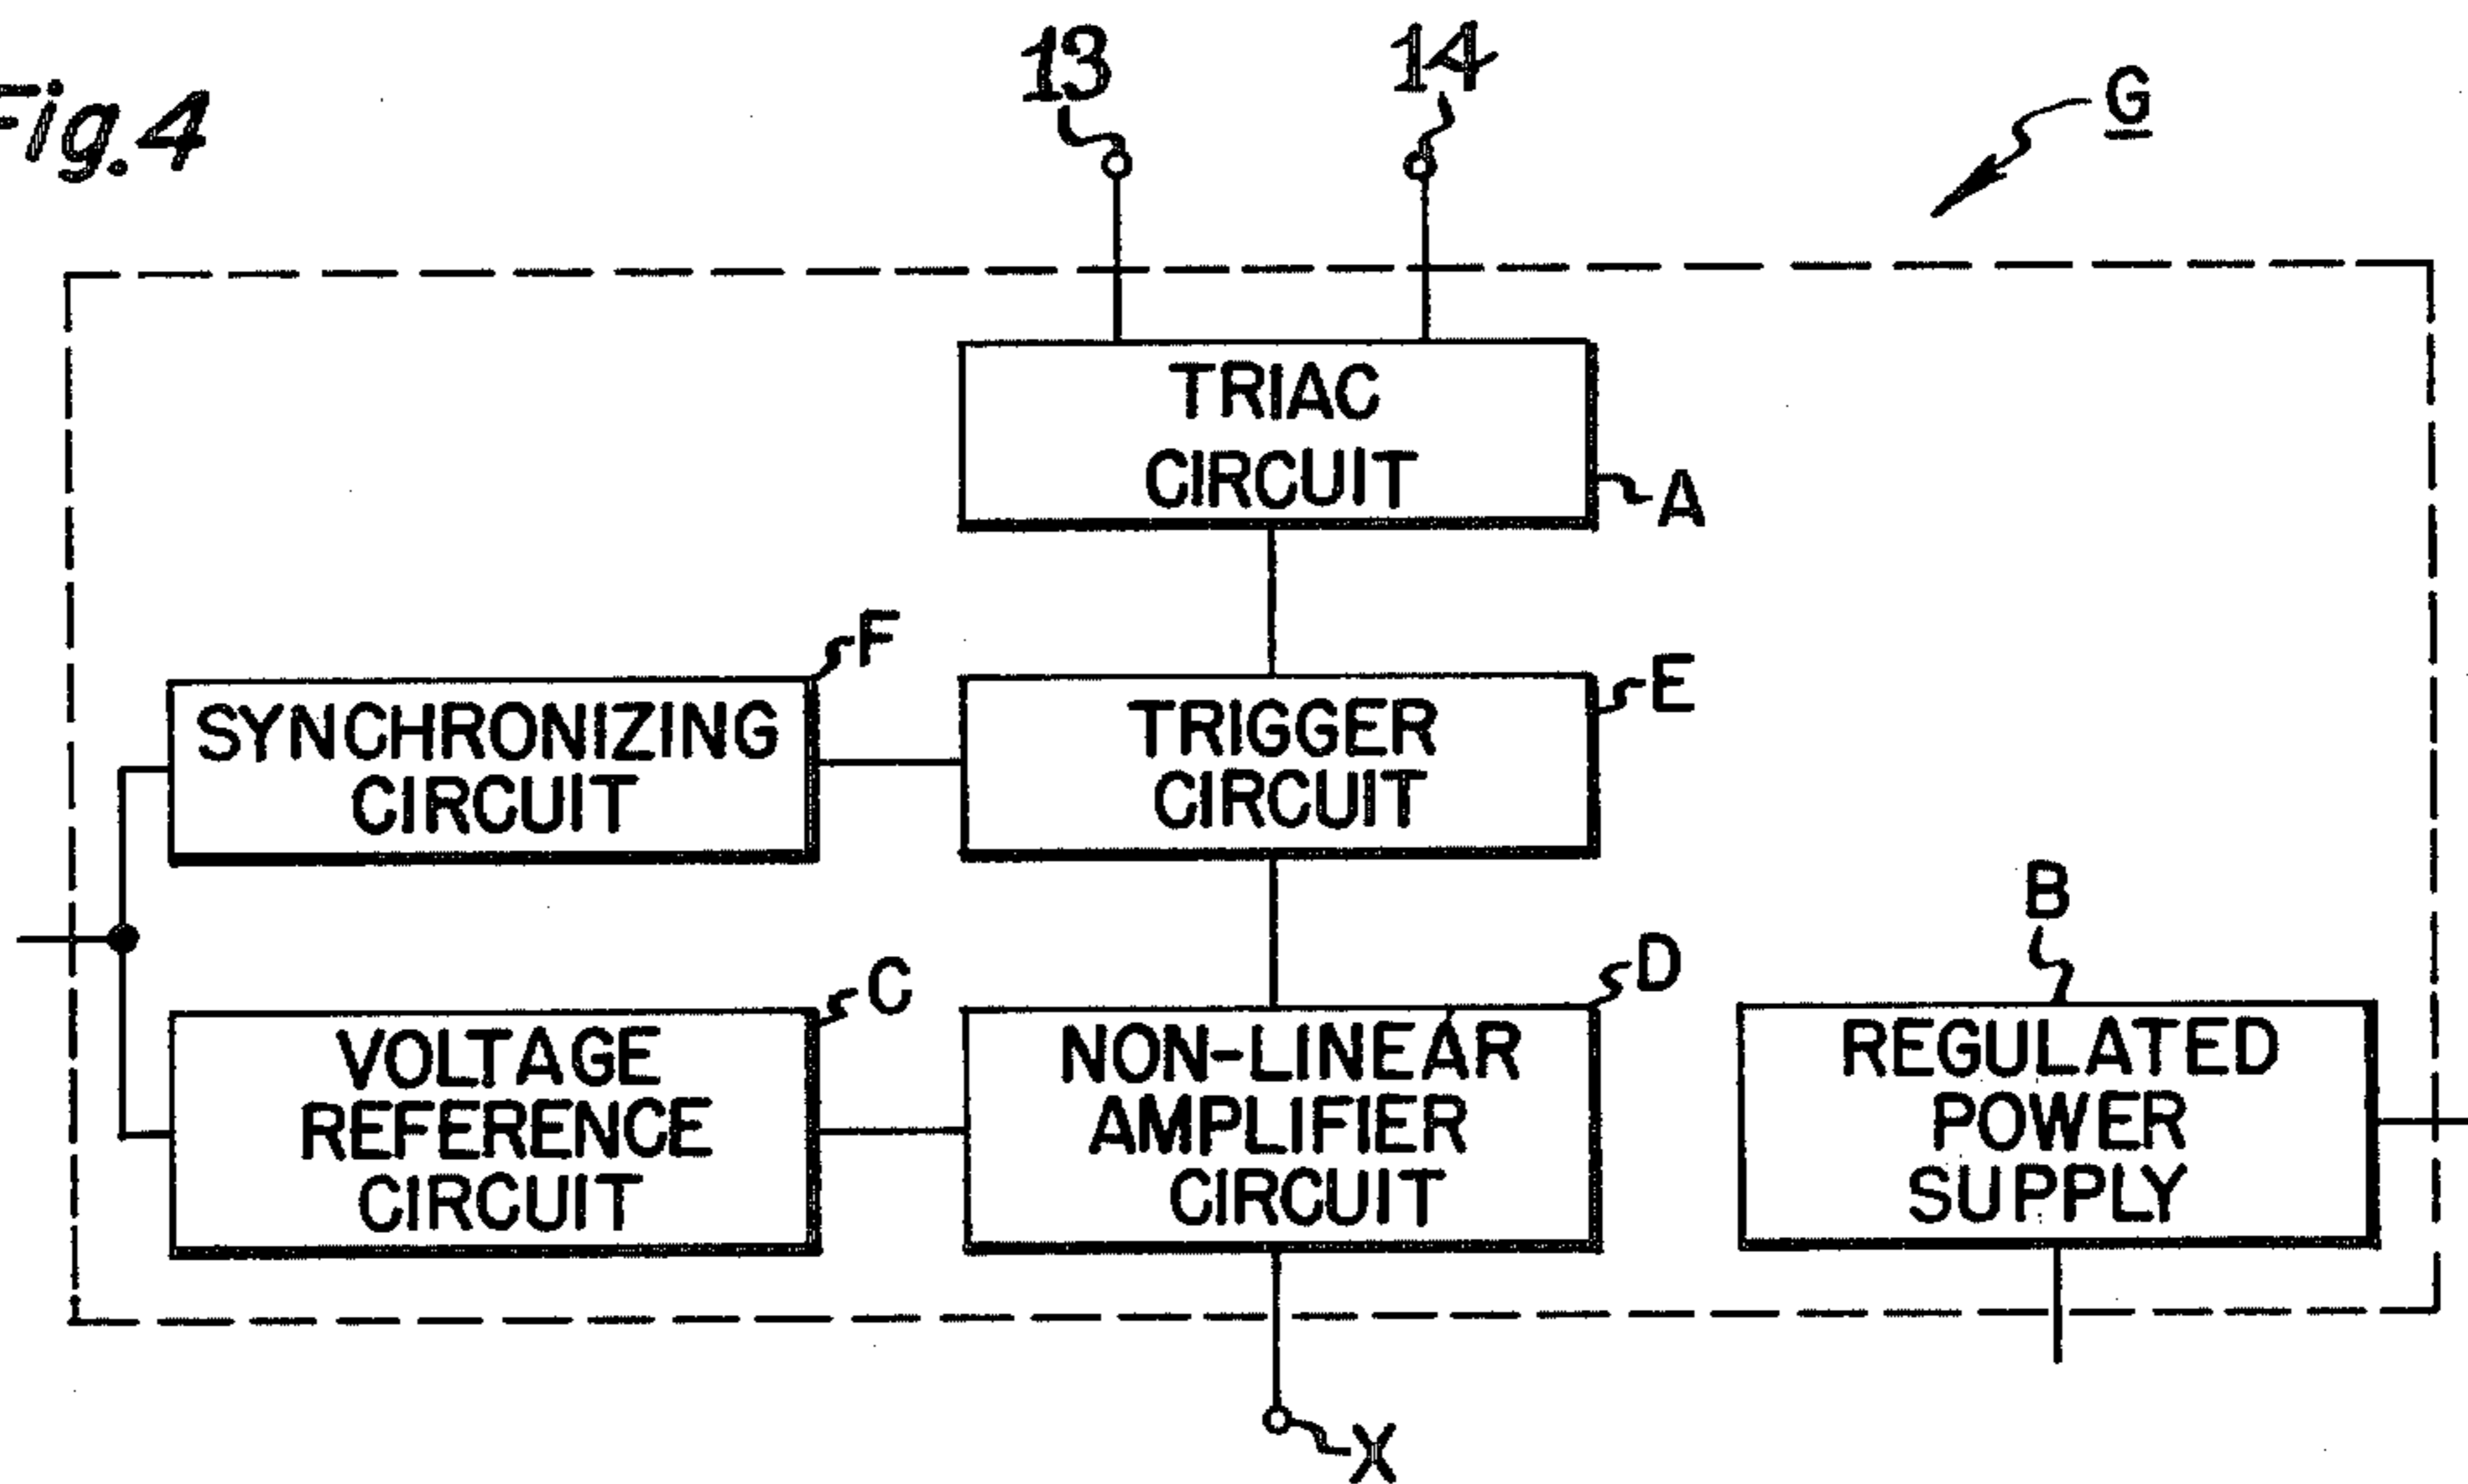 Fig.4
13
14
G
TRIAC
CIRCUIT
A
F
E
SYNCHRONIZING
CIRCUIT
TRIGGER
CIRCUIT
B
C
D
VOLTAGE
REFERENCE
CIRCUIT
NON-LINEAR
AMPLIFIER
CIRCUIT
REGULATED
POWER
SUPPLY
X